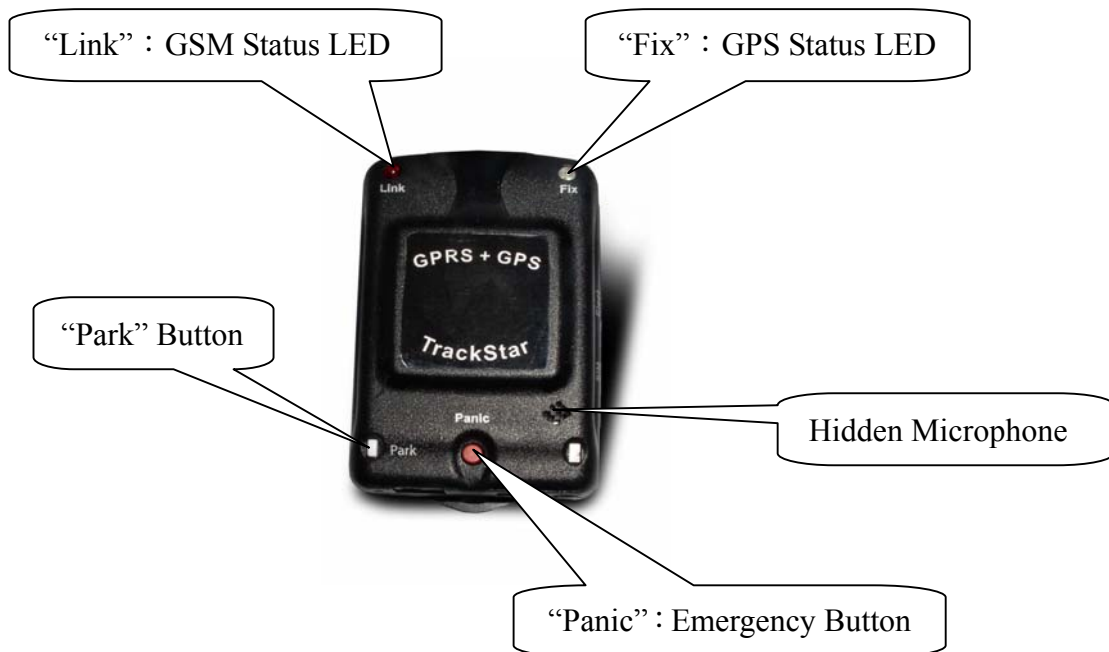 “Link”：GSM Status LED
“Fix”：GPS Status LED
Link
Fix
GPRS + GPS
TrackStar
“Park” Button
Panic
Hidden Microphone
Park
“Panic”：Emergency Button